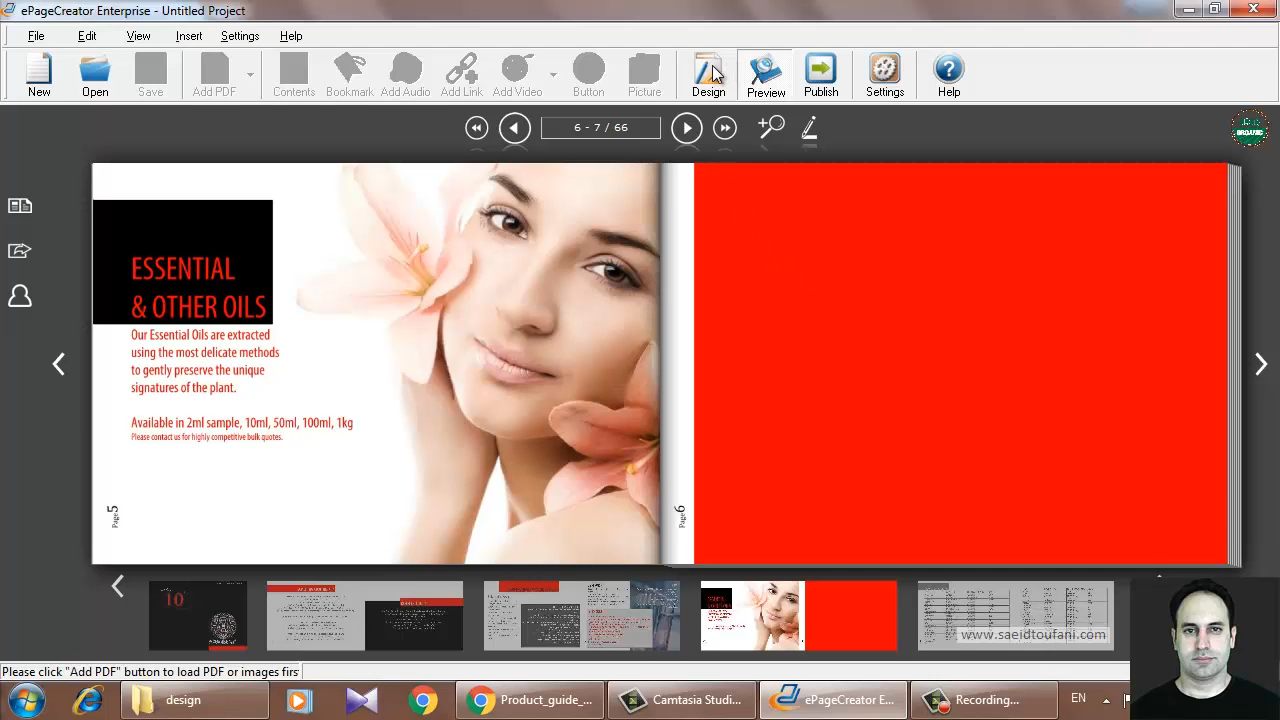 ePageCreator Enterprise - Untitled Project
File Edit View Insert Settings Help
New Open Save Add PDF Contents Bookmark Add Audio Add Link Add Video Button Picture Design Preview Publish Settings Help
6 - 7 / 66
ORGANIC
ESSENTIAL
& OTHER OILS
Our Essential Oils are extracted
using the most delicate methods
to gently preserve the unique
signatures of the plant.
Available in 2ml sample, 10ml, 50ml, 100ml, 1kg
Please contact us for highly competitive bulk quotes.
Page5
Page6
10
www.saeidtoufani.com
Please click "Add PDF" button to load PDF or images firs
design
Product_guide_...
Camtasia Studi...
ePageCreator E...
Recording...
EN